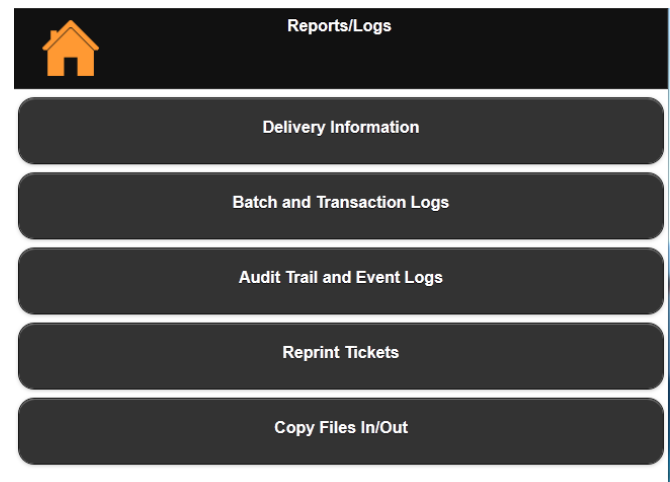 Reports/Logs
Delivery Information
Batch and Transaction Logs
Audit Trail and Event Logs
Reprint Tickets
Copy Files In/Out